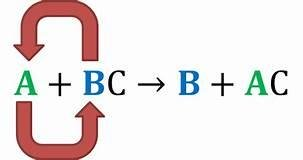 A + BC → B + AC